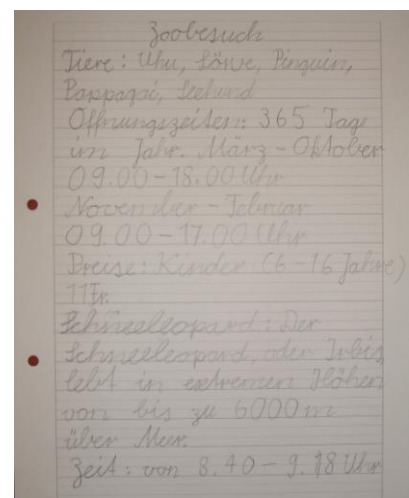 Zoobesuch
Tiere: Uhu, Löwe, Pinguin,
Pappagai, Seehund
Öffnungszeiten: 365 Tage
im Jahr. März - Oktober
09.00 - 18.00 Uhr
November - Februar
09.00 - 17.00 Uhr
Preise: Kinder (6-16 Jahre)
11Fr.
Schneeleopard: Der
Schneeleopard, oder Irbis,
lebt in extremen Höhen
von bis zu 6000 m
über Meer.
Zeit: von 8.40 - 9.18 Uhr